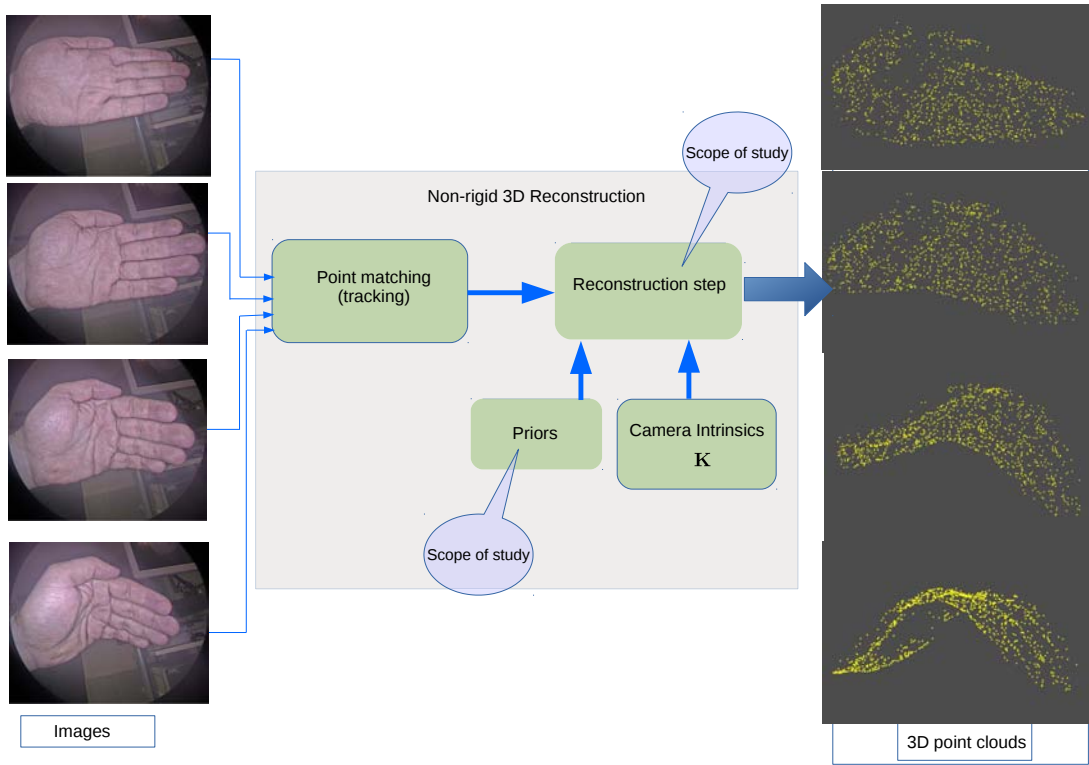 Scope of study
Non-rigid 3D Reconstruction
Point matching
(tracking)
Reconstruction step
Priors
Camera Intrinsics
K
Scope of study
Images
3D point clouds